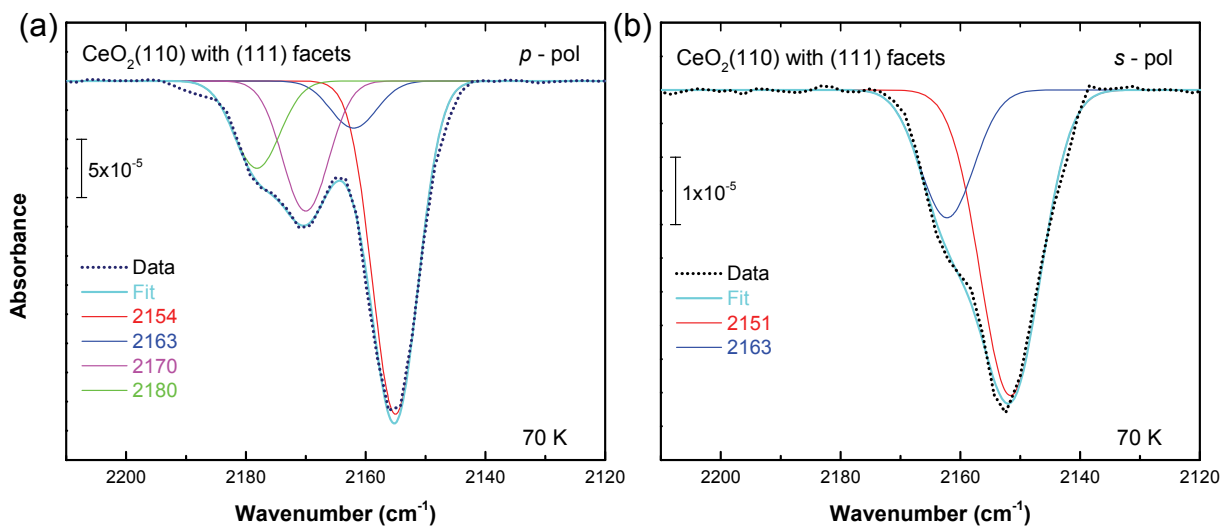 (a)
CeO₂(110) with (111) facets
p - pol
5x10⁻⁵
Data
Fit
2154
2163
2170
2180
70 K
2200 2180 2160 2140 2120
Wavenumber (cm⁻¹)
Absorbance
(b)
CeO₂(110) with (111) facets
s - pol
1x10⁻⁵
Data
Fit
2151
2163
70 K
2200 2180 2160 2140 2120
Wavenumber (cm⁻¹)